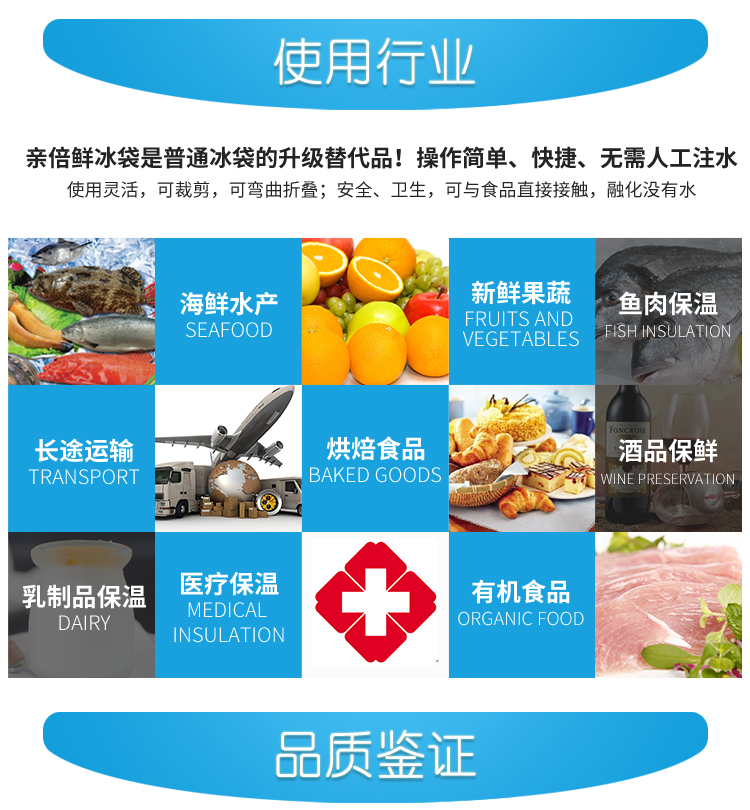 使用行业
亲倍鲜冰袋是普通冰袋的升级替代品！操作简单、快捷、无需人工注水
使用灵活，可裁剪，可弯曲折叠；安全、卫生，可与食品直接接触，融化没有水
海鲜水产
SEAFOOD
新鲜果蔬
FRUITS AND
VEGETABLES
鱼肉保温
FISH INSULATION
长途运输
TRANSPORT
烘焙食品
BAKED GOODS
FONCROSE
酒品保鲜
WINE PRESERVATION
乳制品保温
DAIRY
医疗保温
MEDICAL
INSULATION
有机食品
ORGANIC FOOD
品质鉴证